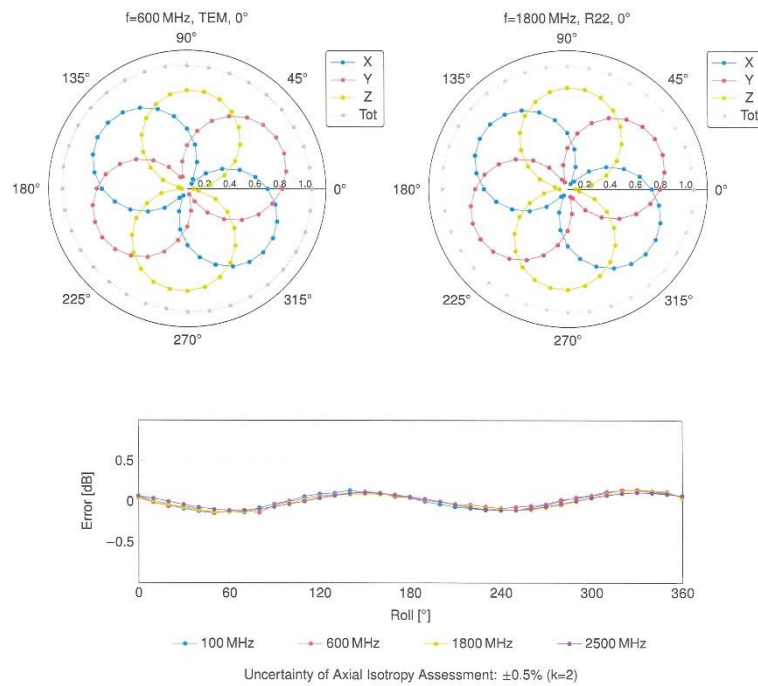 f=600 MHz, TEM, 0°
90°
135°
45°
180°
0°
225°
315°
270°
0.2 0.4 0.6 0.8 1.0
X
Y
Z
Tot
f=1800 MHz, R22, 0°
90°
135°
45°
180°
0°
225°
315°
270°
0.2 0.4 0.6 0.8 1.0
X
Y
Z
Tot
Error [dB]
0.5
0
−0.5
0 60 120 180 240 300 360
Roll [°]
100 MHz 600 MHz 1800 MHz 2500 MHz
Uncertainty of Axial Isotropy Assessment: ±0.5% (k=2)